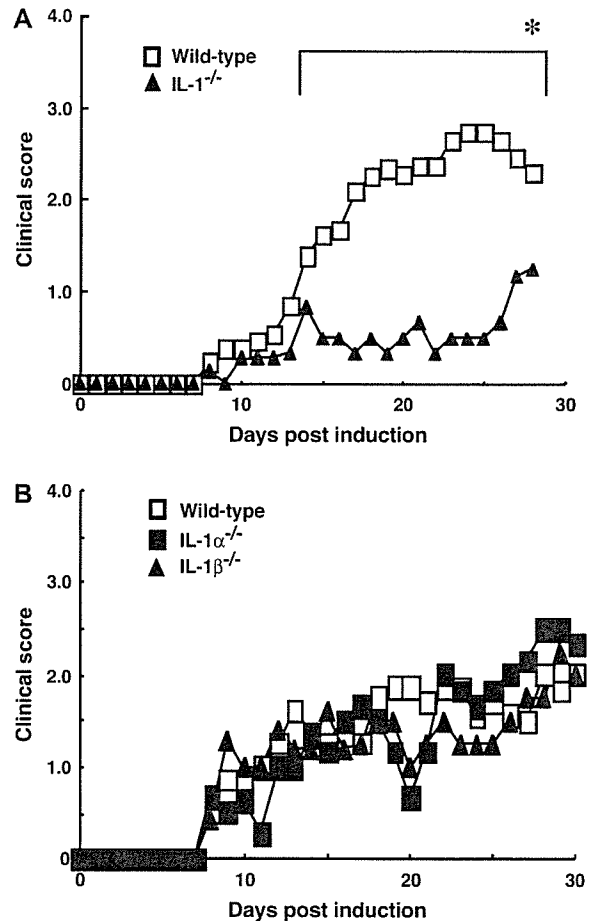 A
4.0
*
Wild-type
IL-1-/-
3.0
Clinical score
2.0
1.0
0
0
10
20
30
Days post induction
B
4.0
Wild-type
IL-1α-/-
IL-1β-/-
3.0
Clinical score
2.0
1.0
0
0
10
20
30
Days post induction